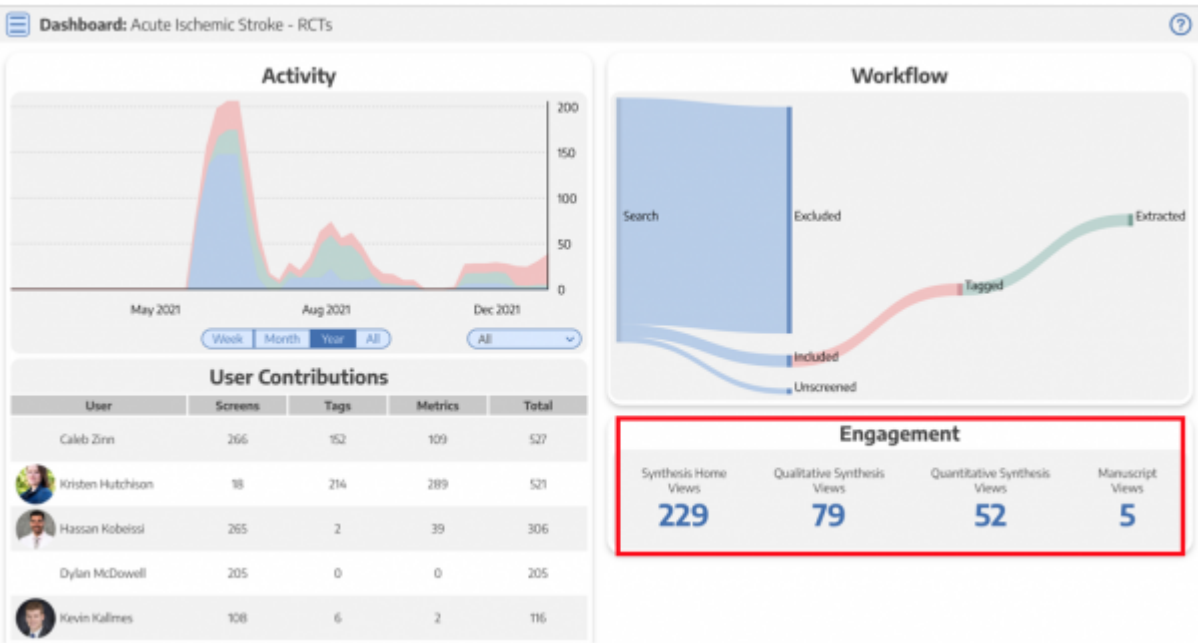 Dashboard: Acute Ischemic Stroke - RCTs
?
Activity
200
150
100
50
0
May 2021 Aug 2021 Dec 2021
Week Month Year All
All
User Contributions
User Screens Tags Metrics Total
Caleb Zinn 266 152 109 527
Kristen Hutchison 18 214 289 521
Hassan Kobeissi 265 2 39 306
Dylan McDowell 205 0 0 205
Kevin Kallmes 108 6 2 116
Workflow
Search
Excluded
Extracted
Tagged
Included
Unscreened
Engagement
Synthesis Home
Views
229
Qualitative Synthesis
Views
79
Quantitative Synthesis
Views
52
Manuscript
Views
5